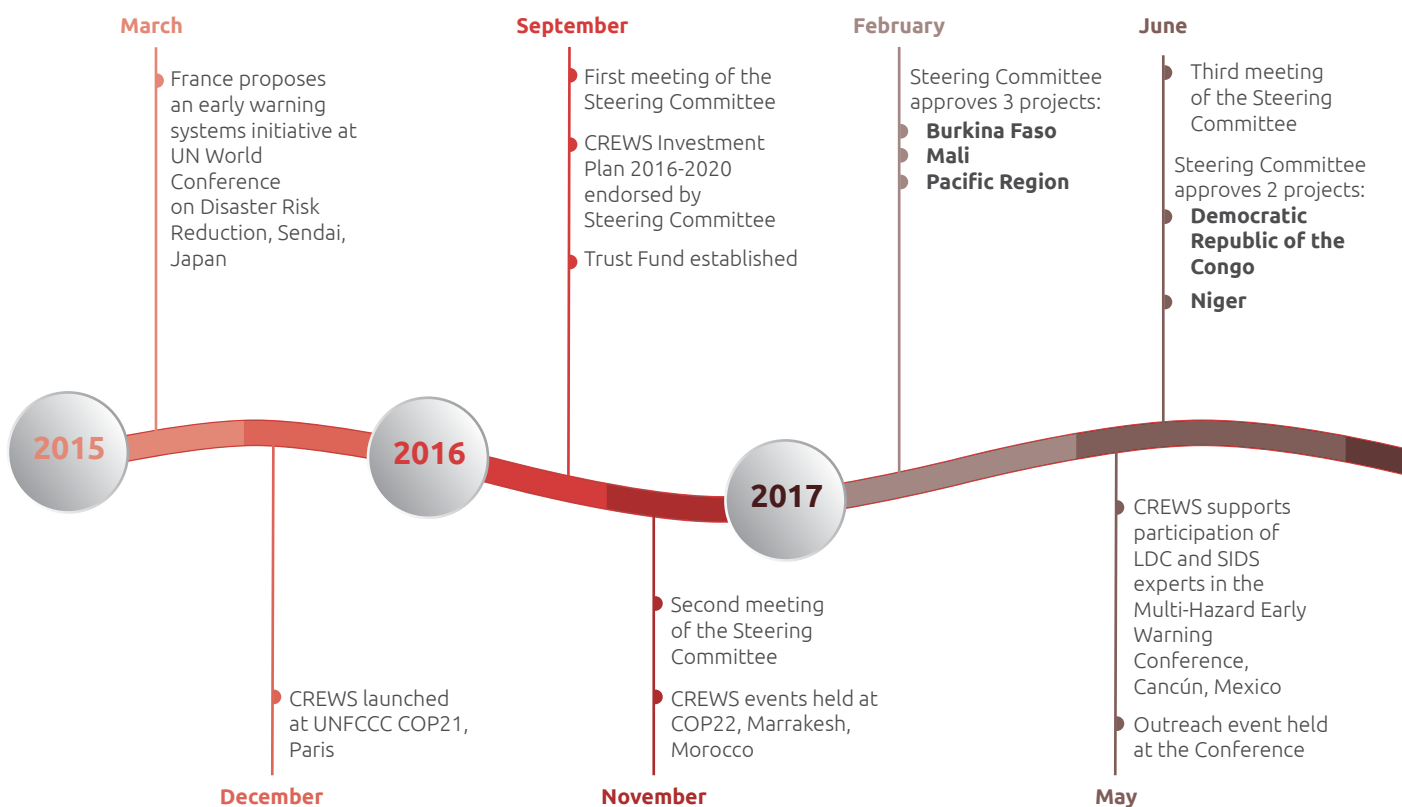 March
France proposes
an early warning
systems initiative at
UN World
Conference
on Disaster Risk
Reduction, Sendai,
Japan
September
First meeting of the
Steering Committee
CREWS Investment
Plan 2016-2020
endorsed by
Steering Committee
Trust Fund established
February
Steering Committee
approves 3 projects:
Burkina Faso
Mali
Pacific Region
June
Third meeting
of the Steering
Committee
Steering Committee
approves 2 projects:
Democratic
Republic of the
Congo
Niger
2015
2016
2017
CREWS launched
at UNFCCC COP21,
Paris
December
Second meeting
of the Steering
Committee
CREWS events held at
COP22, Marrakesh,
Morocco
November
CREWS supports
participation of
LDC and SIDS
experts in the
Multi-Hazard Early
Warning
Conference,
Cancún, Mexico
Outreach event held
at the Conference
May